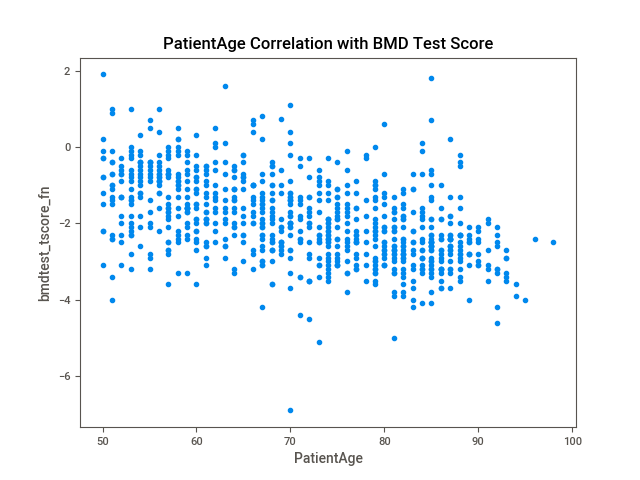 PatientAge Correlation with BMD Test Score
2
0
−2
−4
−6
bmdtest_tscore_fn
50 60 70 80 90 100
PatientAge